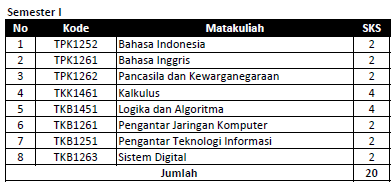 Semester I
No Kode Matakuliah SKS
1 TPK1252 Bahasa Indonesia 2
2 TPK1261 Bahasa Inggris 2
3 TPK1262 Pancasila dan Kewarganegaraan 2
4 TKK1461 Kalkulus 4
5 TKB1451 Logika dan Algoritma 4
6 TKB1261 Pengantar Jaringan Komputer 2
7 TKB1251 Pengantar Teknologi Informasi 2
8 TKB1263 Sistem Digital 2
Jumlah 20